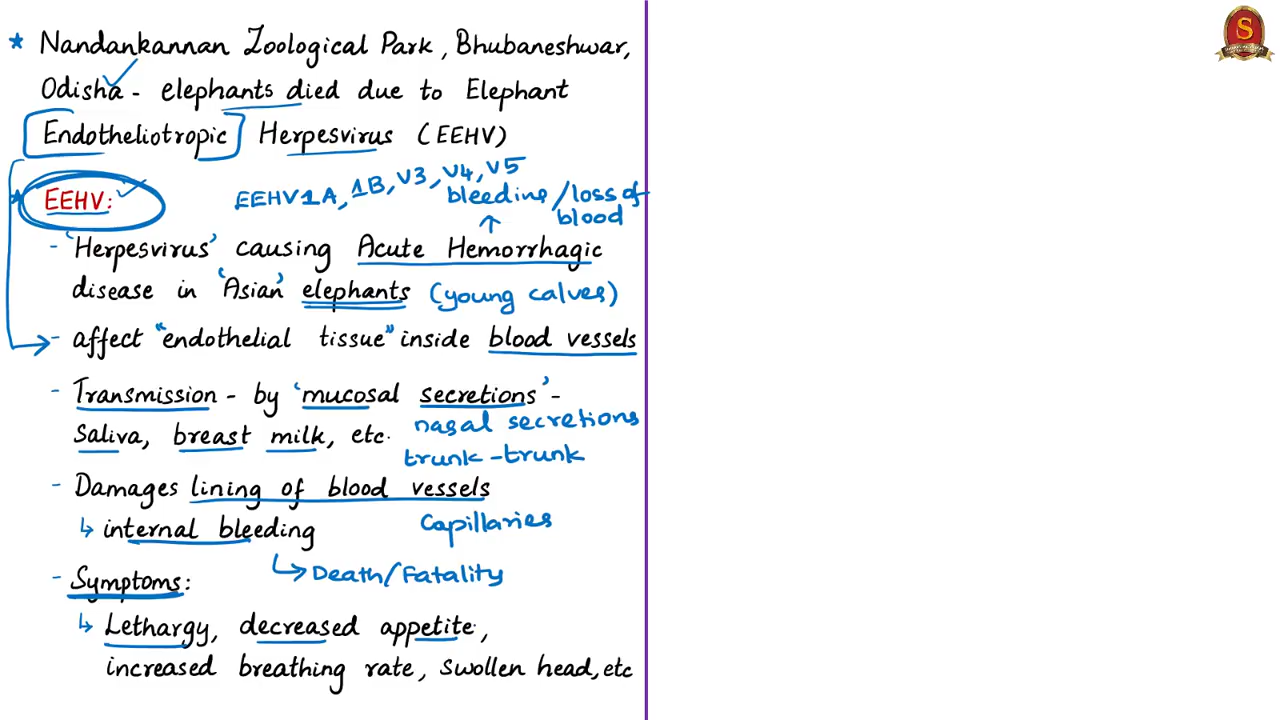 * Nandankannan Zoological Park, Bhubaneshwar,
Odisha - elephants died due to Elephant
Endotheliotropic Herpesvirus (EEHV)
* EEHV:
EEHV1A, 1B, V3, V4, V5
bleeding / loss of
blood
↑
- 'Herpesvirus' causing Acute Hemorrhagic
disease in 'Asian' elephants (young calves)
- affect "endothelial tissue" inside blood vessels
- Transmission - by 'mucosal secretions' -
Saliva, breast milk, etc.
nasal secretions
trunk - trunk
- Damages lining of blood vessels
↳ internal bleeding
Capillaries
↳ Death/Fatality
- Symptoms:
↳ Lethargy, decreased appetite,
increased breathing rate, swollen head, etc
S